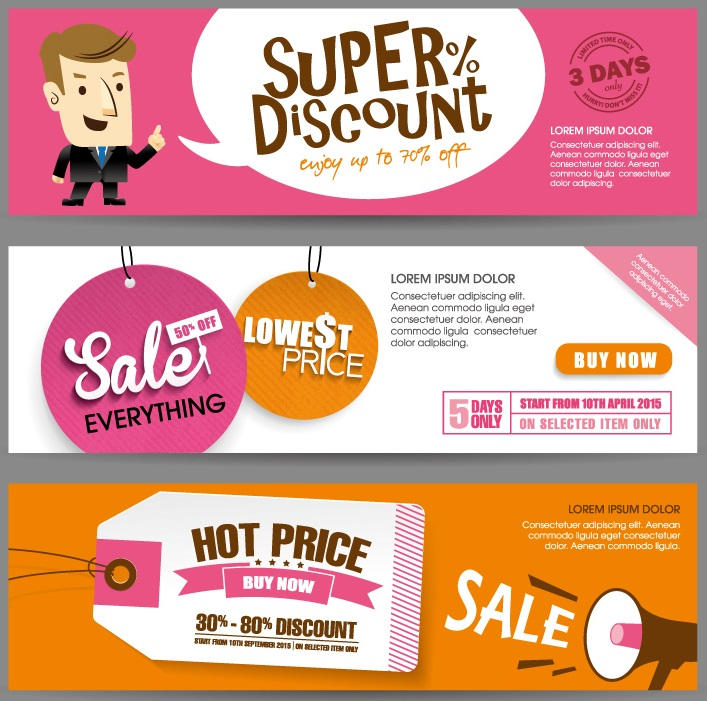 SUPER%
DISCOUNT
enjoy up to 70% off
LIMITED TIME ONLY
3 DAYS
only
HURRY! DON'T MISS IT!
LOREM IPSUM DOLOR
Consectetuer adipiscing elit.
Aenean commodo ligula eget
commodo ligula eget dolor.
Aenean commodo
commodo ligula consectetuer
dolor adipiscing.
Sale
50% OFF
EVERYTHING
LOWE$T
PRICE
LOREM IPSUM DOLOR
Consectetuer adipiscing elit.
Aenean commodo ligula eget
consectetuer dolor. Aenean
commodo ligula consectetuer
dolor adipiscing.
Aenean commodo
consectetuer dolor
adipiscing eget
BUY NOW
5 DAYS ONLY
START FROM 10TH APRIL 2015
ON SELECTED ITEM ONLY
HOT PRICE
BUY NOW
30% - 80% DISCOUNT
START FROM 10TH SEPTEMBER 2015 | ON SELECTED ITEM ONLY
LOREM IPSUM DOLOR
Consectetuer adipiscing elit. Aenean
commodo ligula eget consectetuer
dolor. Aenean commodo ligula.
SALE